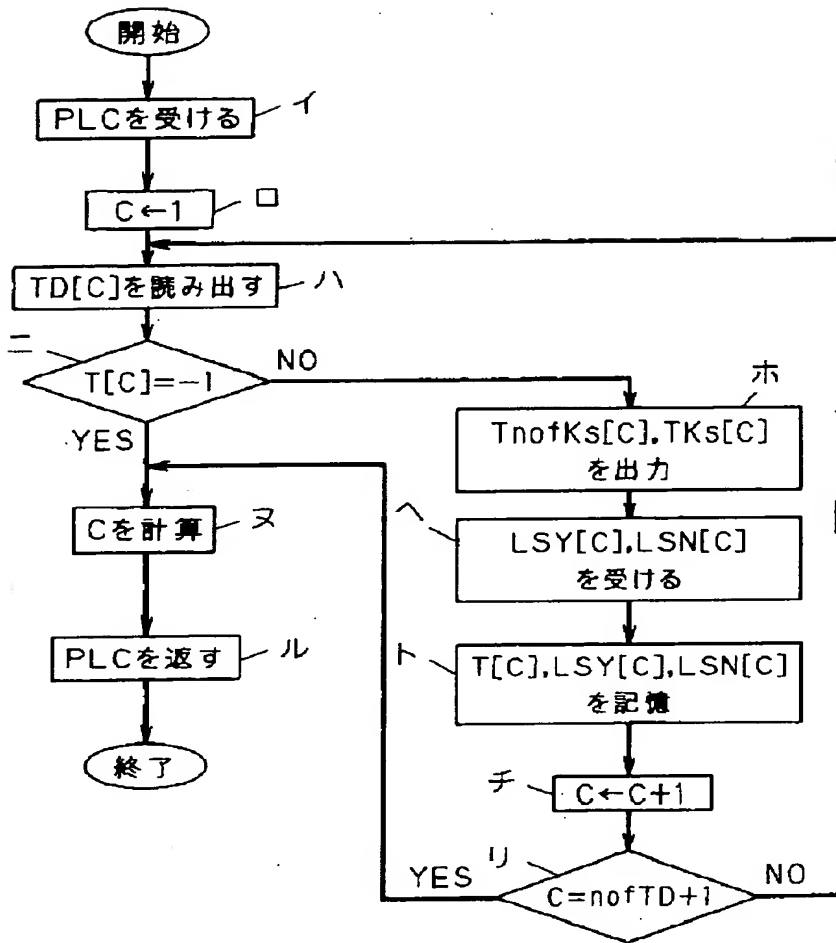 開始
PLCを受ける
イ
C←1
ロ
TD[C]を読み出す
ハ
ニ
T[C]=-1
NO
YES
ホ
TnofKs[C].TKs[C]
を出力
ヘ
LSY[C].LSN[C]
を受ける
ト
T[C].LSY[C].LSN[C]
を記憶
チ
C←C+1
リ
C=nofTD+1
YES
NO
Cを計算
ヌ
PLCを返す
ル
終了